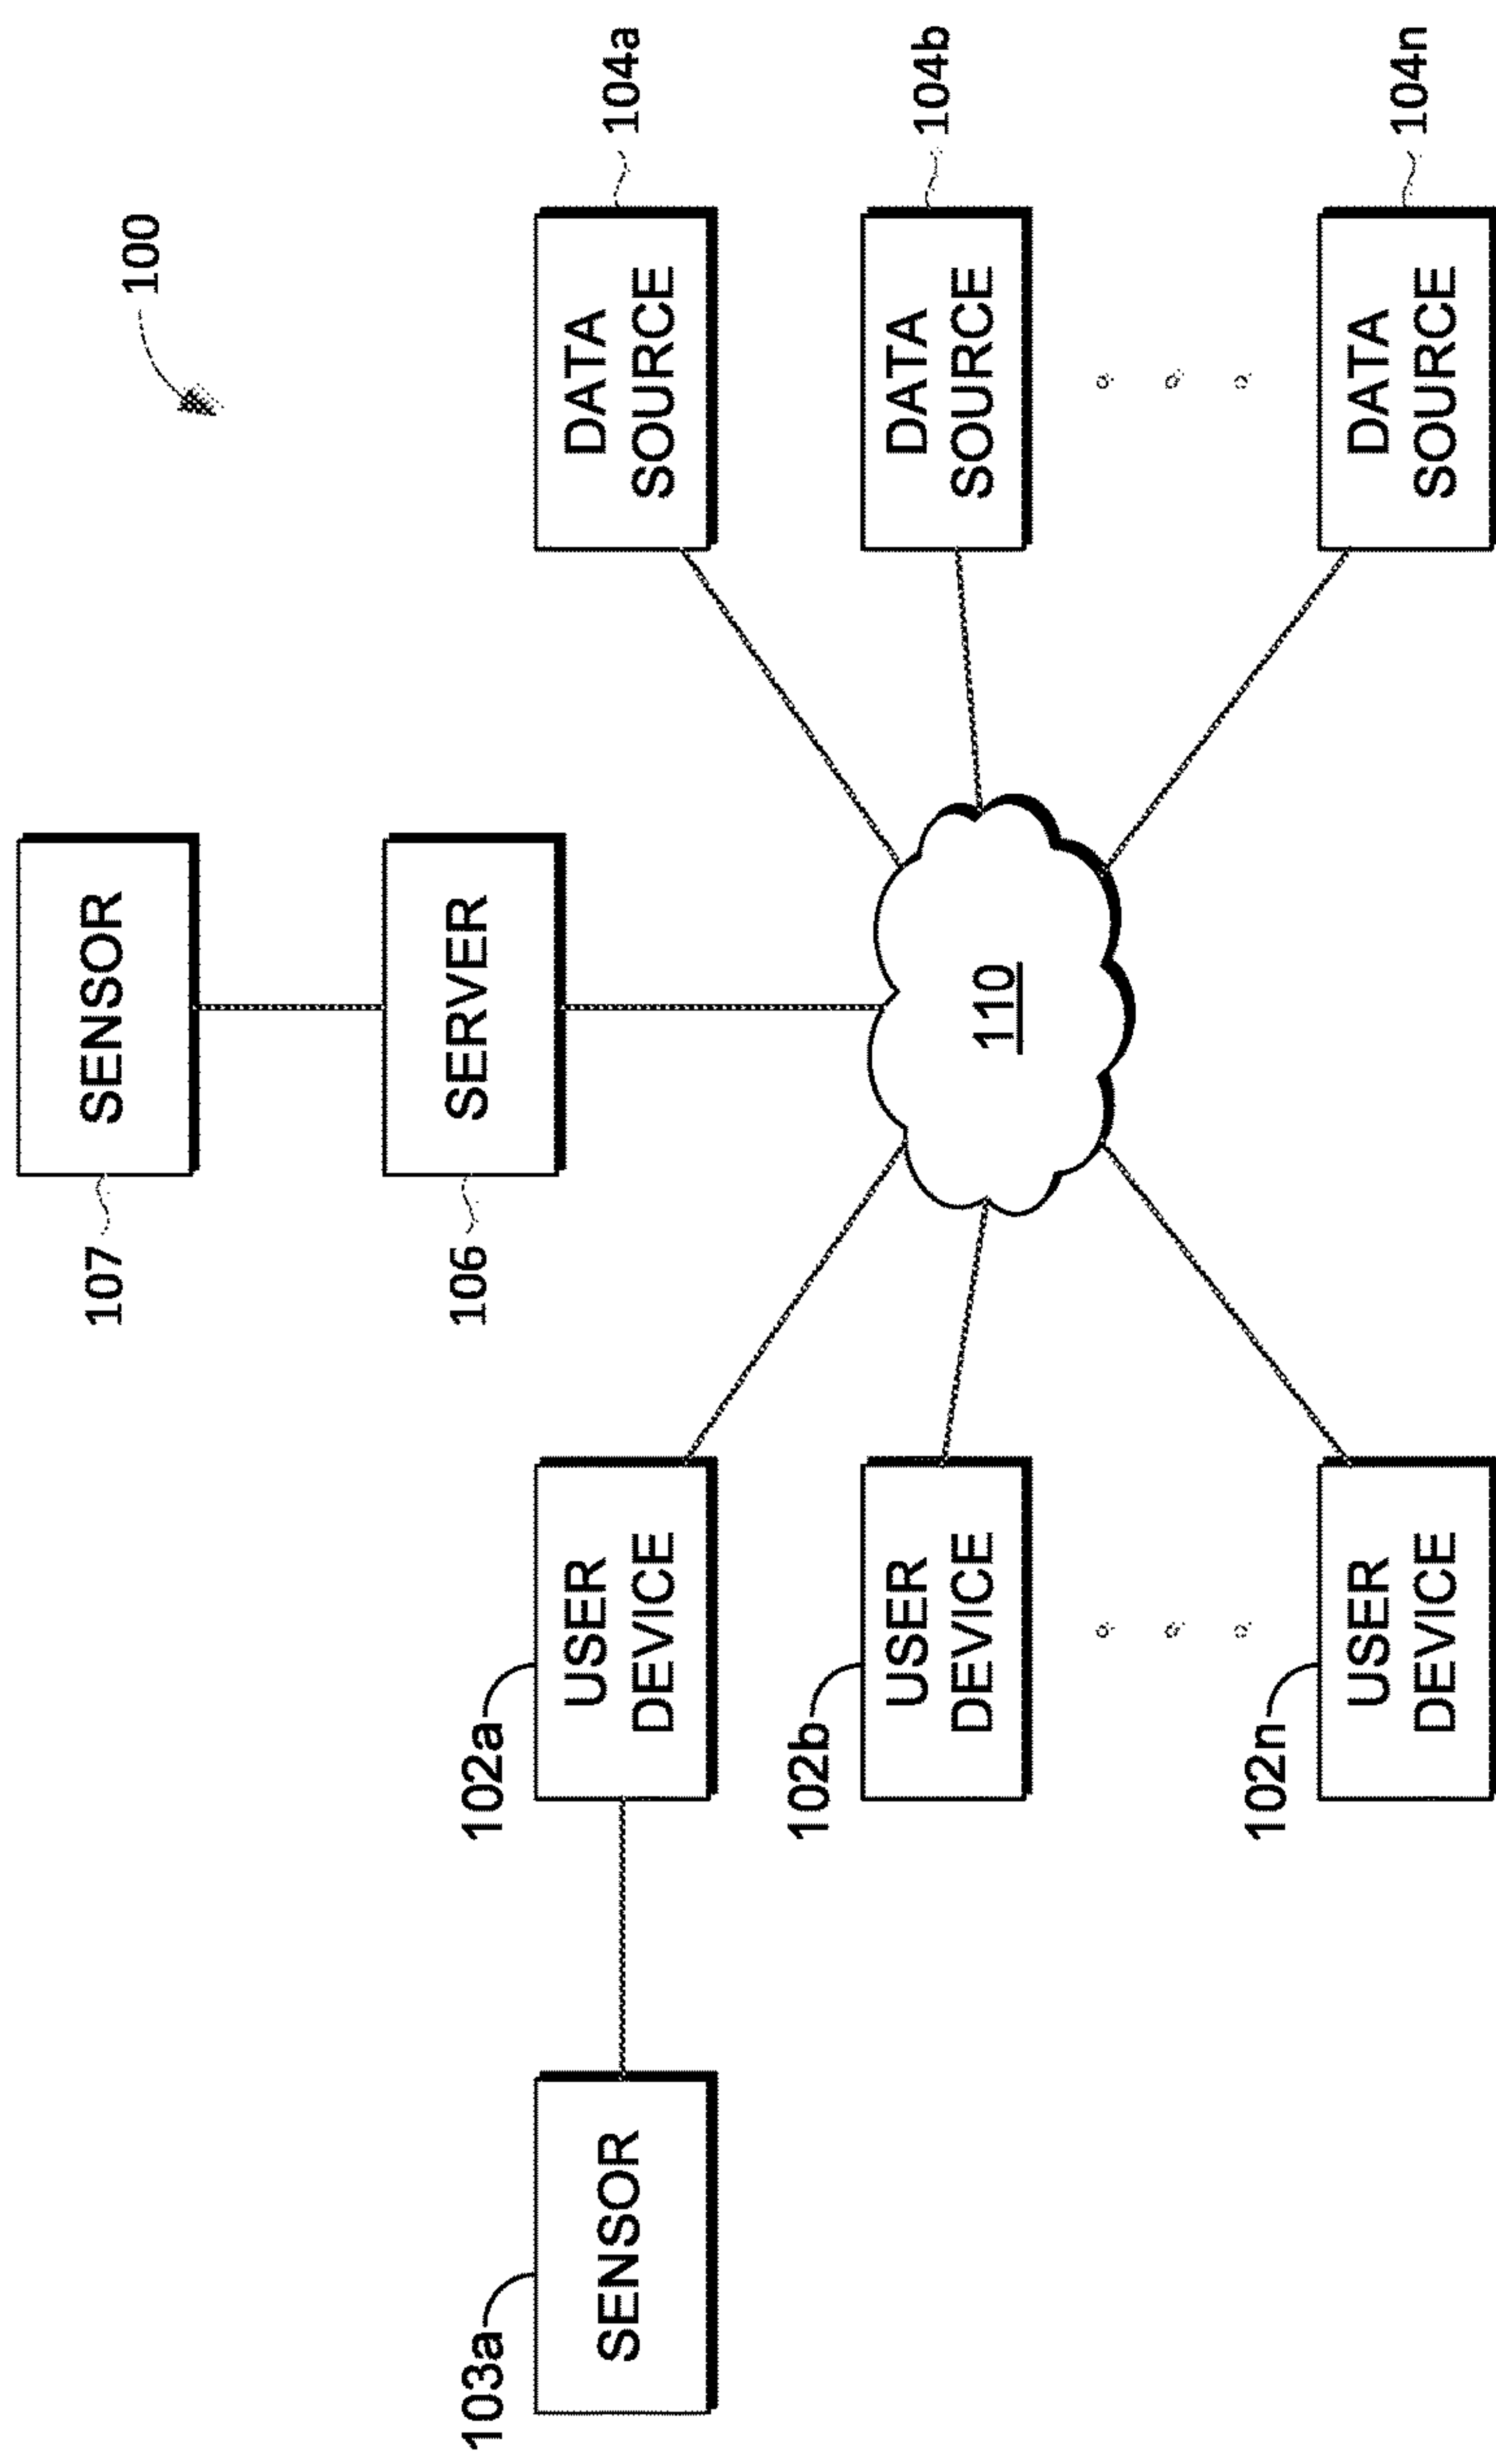 100
SENSOR
107
SERVER
106
103a
SENSOR
102a
USER
DEVICE
DATA
SOURCE
104a
102b
USER
DEVICE
110
DATA
SOURCE
104b
102n
USER
DEVICE
DATA
SOURCE
104n